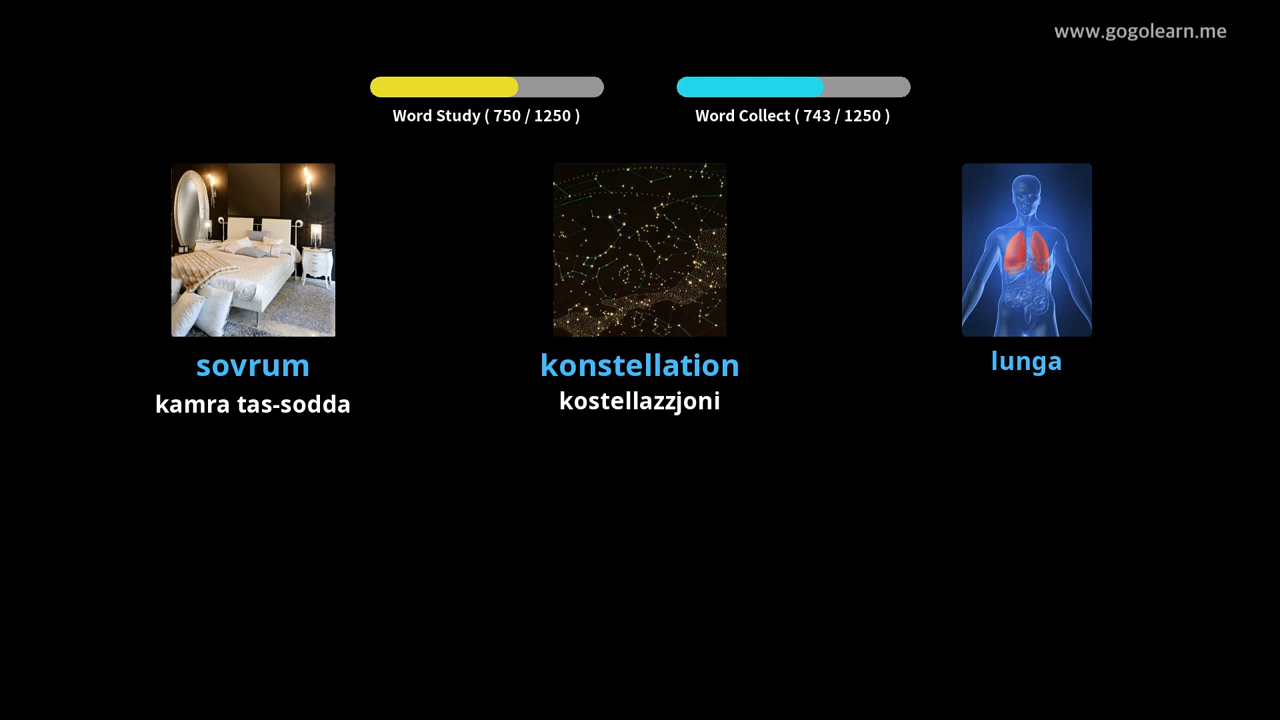 www.gogolearn.me
Word Study ( 750 / 1250 )
Word Collect ( 743 / 1250 )
sovrum
kamra tas-sodda
konstellation
kostellazzjoni
lunga